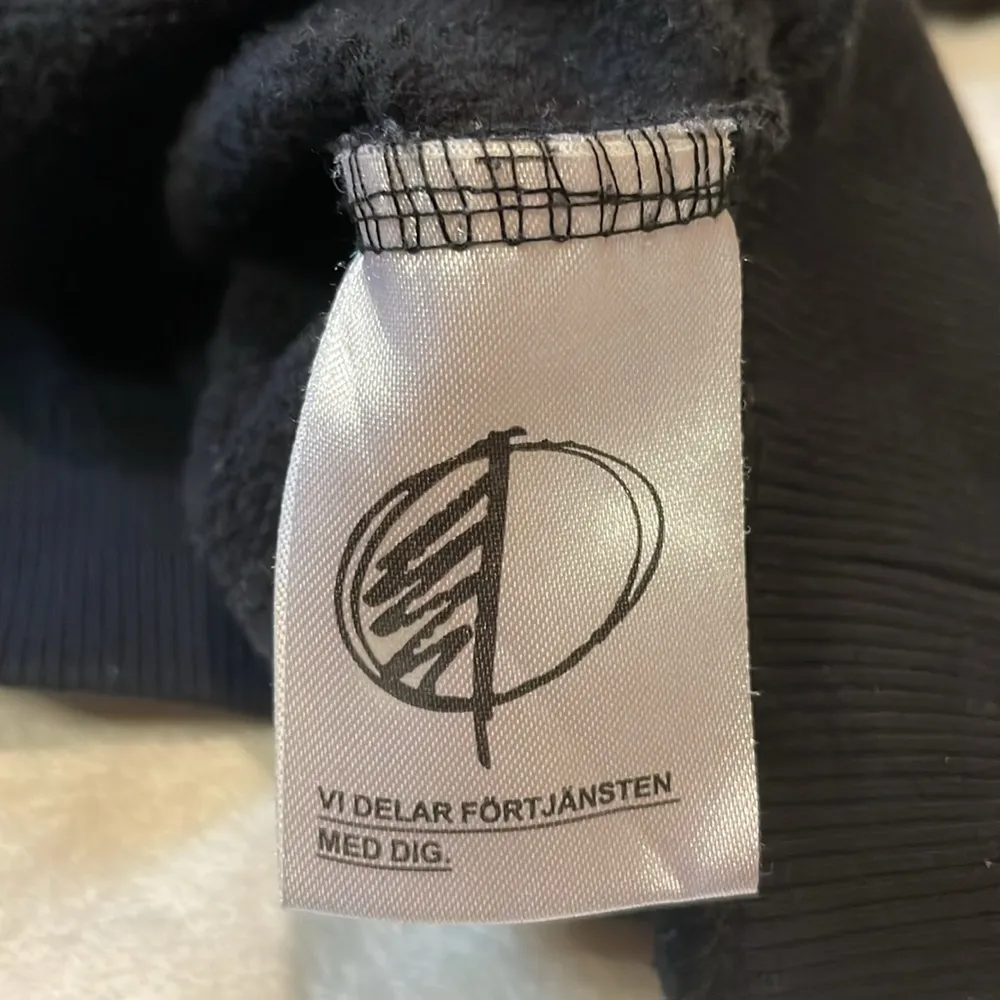 VI DELAR FÖRTJÄNSTEN
MED DIG.